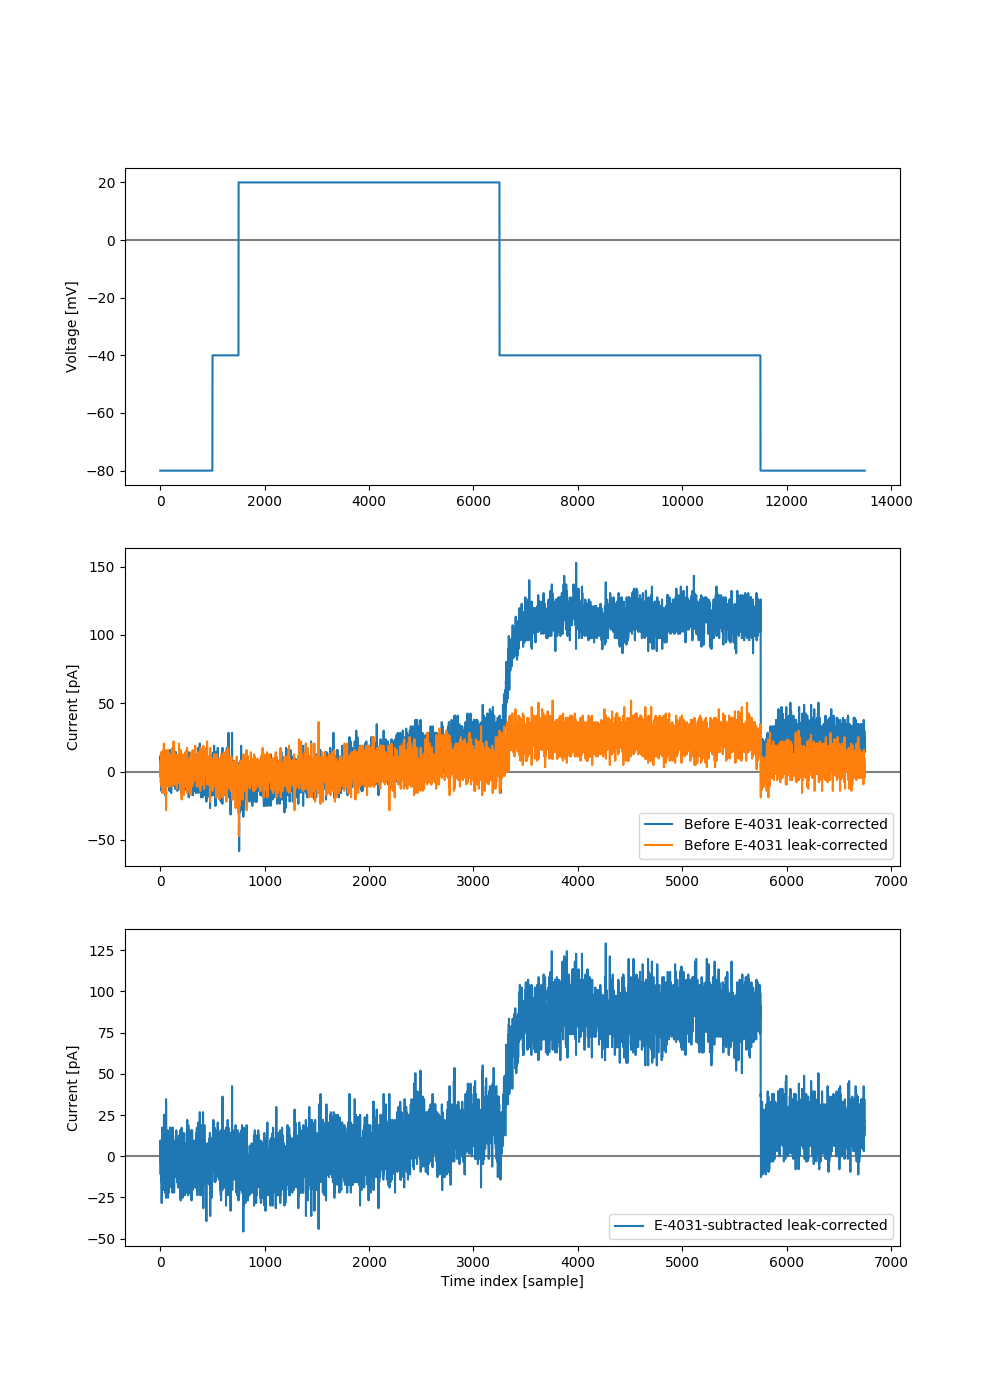 20
0
−20
−40
−60
−80
Voltage [mV]
0 2000 4000 6000 8000 10000 12000 14000
150
100
50
0
−50
Current [pA]
Before E-4031 leak-corrected
Before E-4031 leak-corrected
0 1000 2000 3000 4000 5000 6000 7000
125
100
75
50
25
0
−25
−50
Current [pA]
E-4031-subtracted leak-corrected
0 1000 2000 3000 4000 5000 6000 7000
Time index [sample]